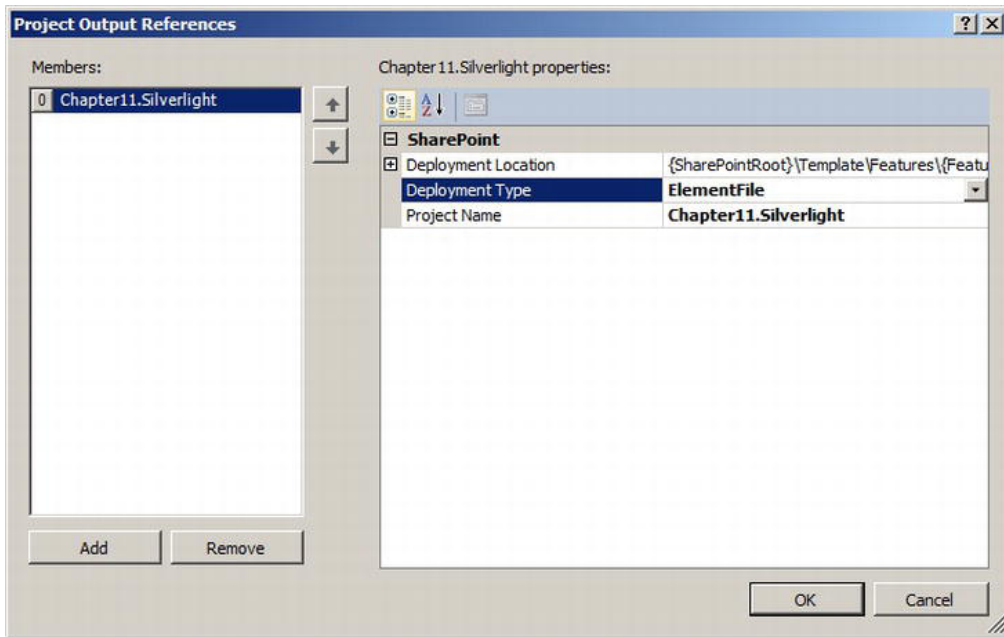 Project Output References
Members:
0 Chapter11.Silverlight
Add Remove
Chapter11.Silverlight properties:
SharePoint
Deployment Location {SharePointRoot}\Template\Features\{Featu
Deployment Type ElementFile
Project Name Chapter11.Silverlight
OK Cancel